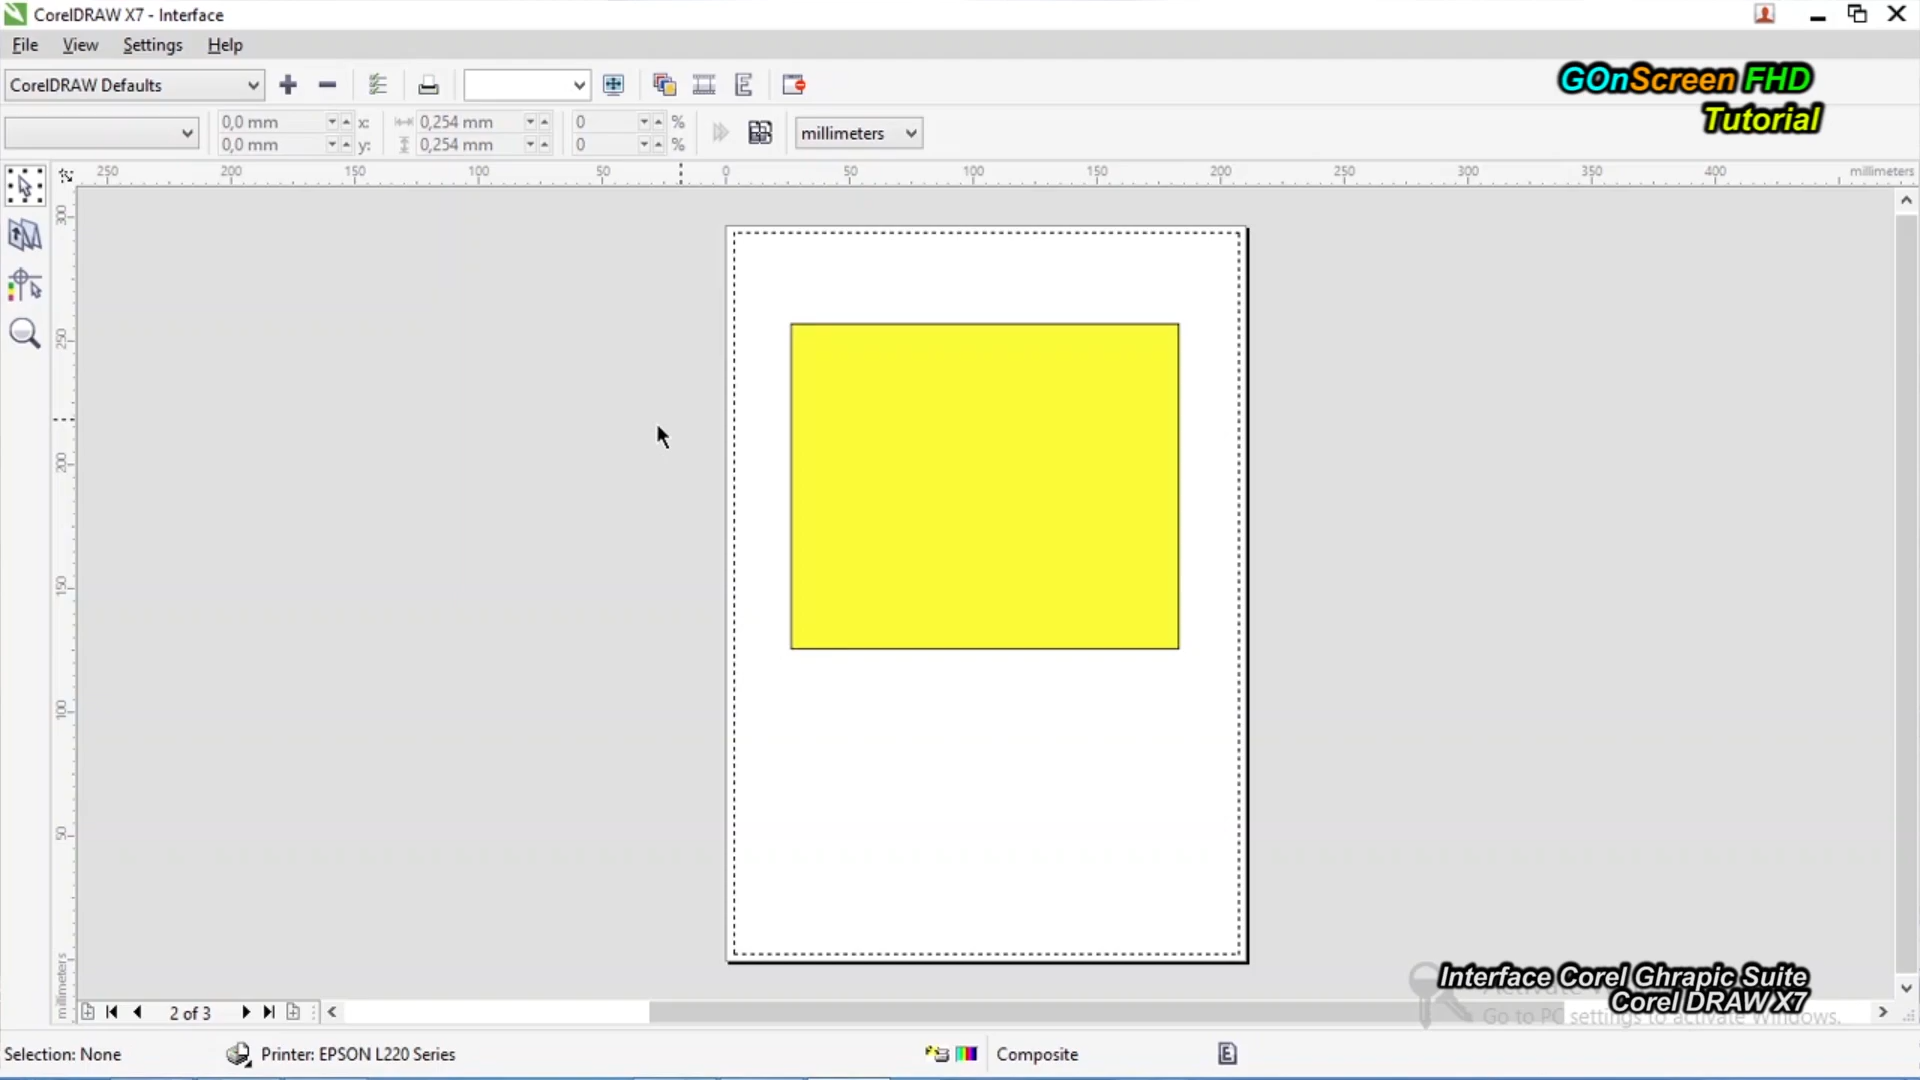 CorelDRAW X7 - Interface
File View Settings Help
CorelDRAW Defaults
GOnScreen FHD
Tutorial
0,0 mm x: 0,254 mm 0 %
0,0 mm y: 0,254 mm 0 %
millimeters
250 200 150 100 50 0 50 100 150 200 250 300 350 400 millimeters
300
250
200
150
100
50
millimeters
Interface Corel Ghrapic Suite
Corel DRAW X7
Go to PC settings to activate Windows.
2 of 3
Selection: None Printer: EPSON L220 Series Composite